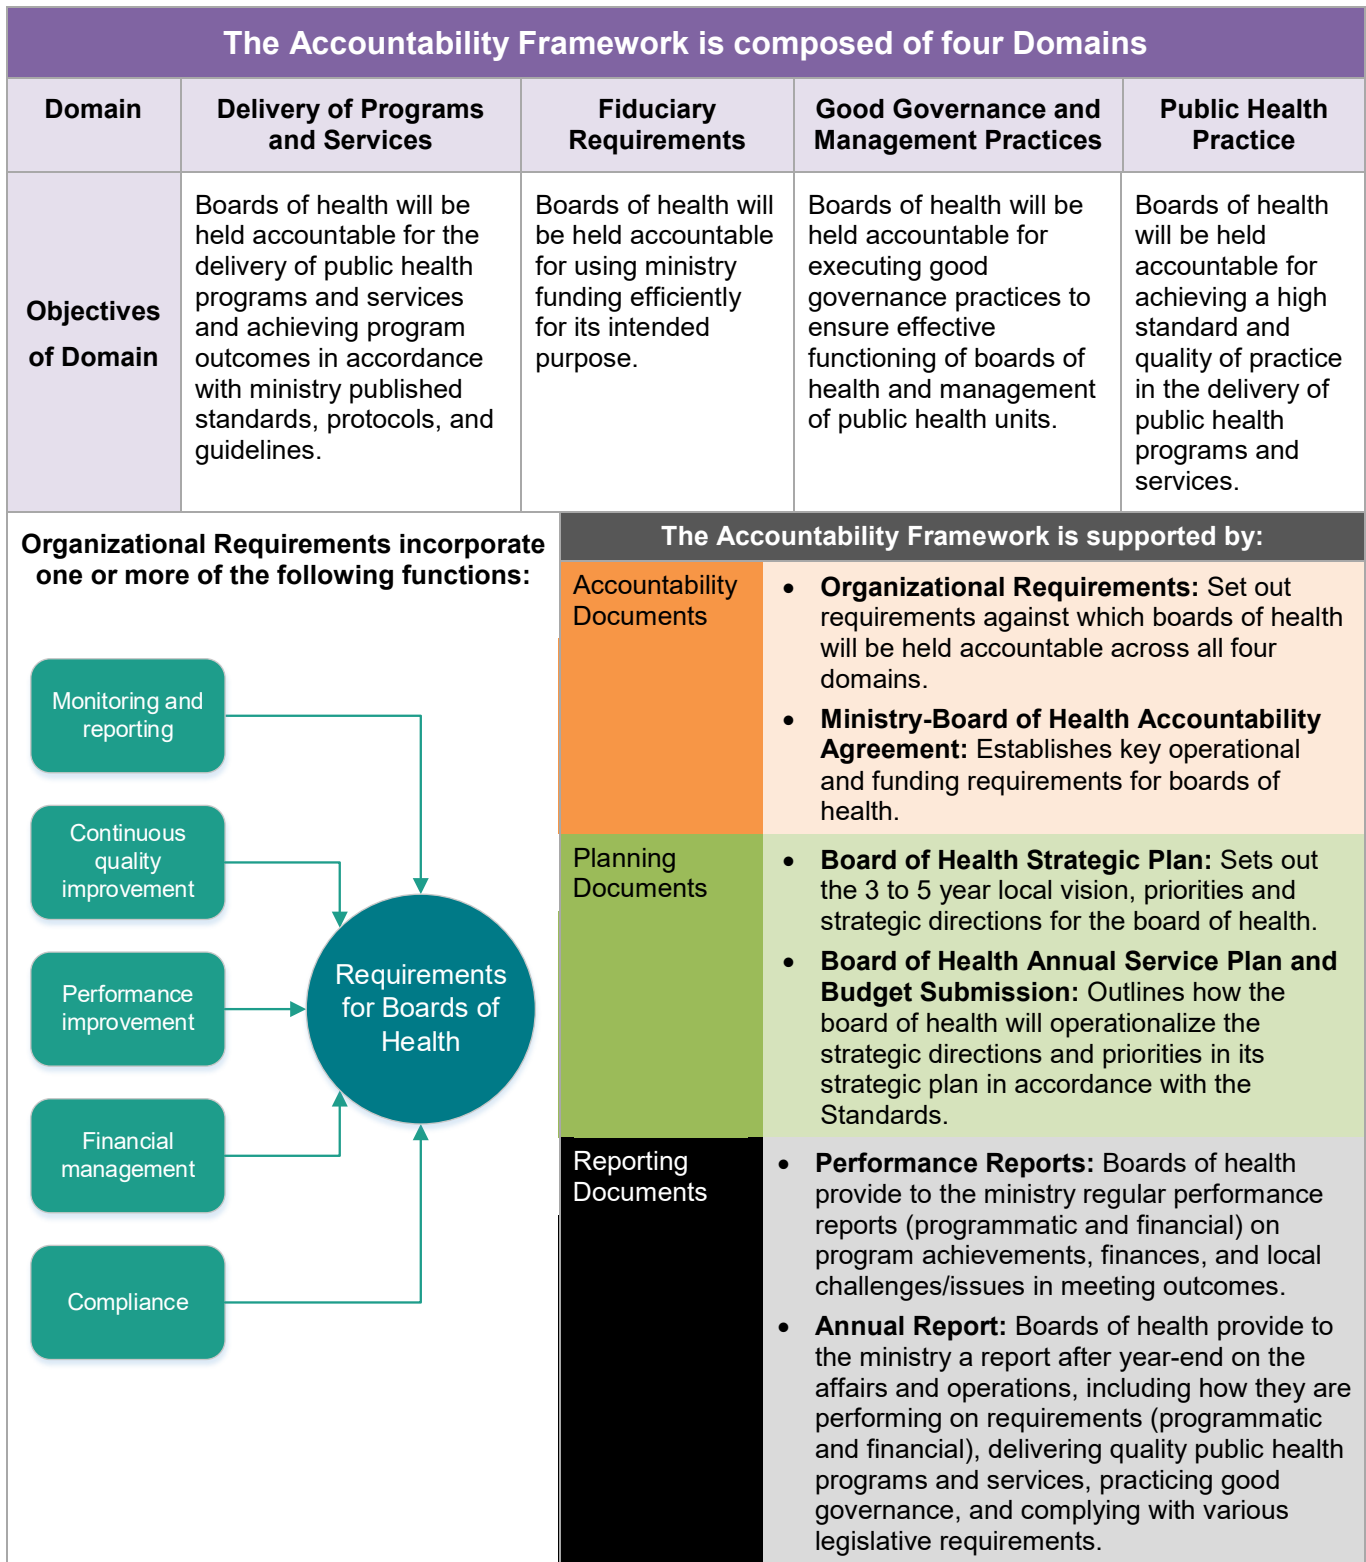 The Accountability Framework is composed of four Domains
Domain
Delivery of Programs
and Services
Fiduciary
Requirements
Good Governance and
Management Practices
Public Health
Practice
Objectives
of Domain
Boards of health will be
held accountable for the
delivery of public health
programs and services
and achieving program
outcomes in accordance
with ministry published
standards, protocols, and
guidelines.
Boards of health will
be held accountable
for using ministry
funding efficiently
for its intended
purpose.
Boards of health will be
held accountable for
executing good
governance practices to
ensure effective
functioning of boards of
health and management
of public health units.
Boards of health
will be held
accountable for
achieving a high
standard and
quality of practice
in the delivery of
public health
programs and
services.
Organizational Requirements incorporate
one or more of the following functions:
Monitoring and
reporting
Continuous
quality
improvement
Performance
improvement
Financial
management
Compliance
Requirements
for Boards of
Health
The Accountability Framework is supported by:
Accountability
Documents
• Organizational Requirements: Set out
requirements against which boards of health
will be held accountable across all four
domains.
• Ministry-Board of Health Accountability
Agreement: Establishes key operational
and funding requirements for boards of
health.
Planning
Documents
• Board of Health Strategic Plan: Sets out
the 3 to 5 year local vision, priorities and
strategic directions for the board of health.
• Board of Health Annual Service Plan and
Budget Submission: Outlines how the
board of health will operationalize the
strategic directions and priorities in its
strategic plan in accordance with the
Standards.
Reporting
Documents
• Performance Reports: Boards of health
provide to the ministry regular performance
reports (programmatic and financial) on
program achievements, finances, and local
challenges/issues in meeting outcomes.
• Annual Report: Boards of health provide to
the ministry a report after year-end on the
affairs and operations, including how they are
performing on requirements (programmatic
and financial), delivering quality public health
programs and services, practicing good
governance, and complying with various
legislative requirements.